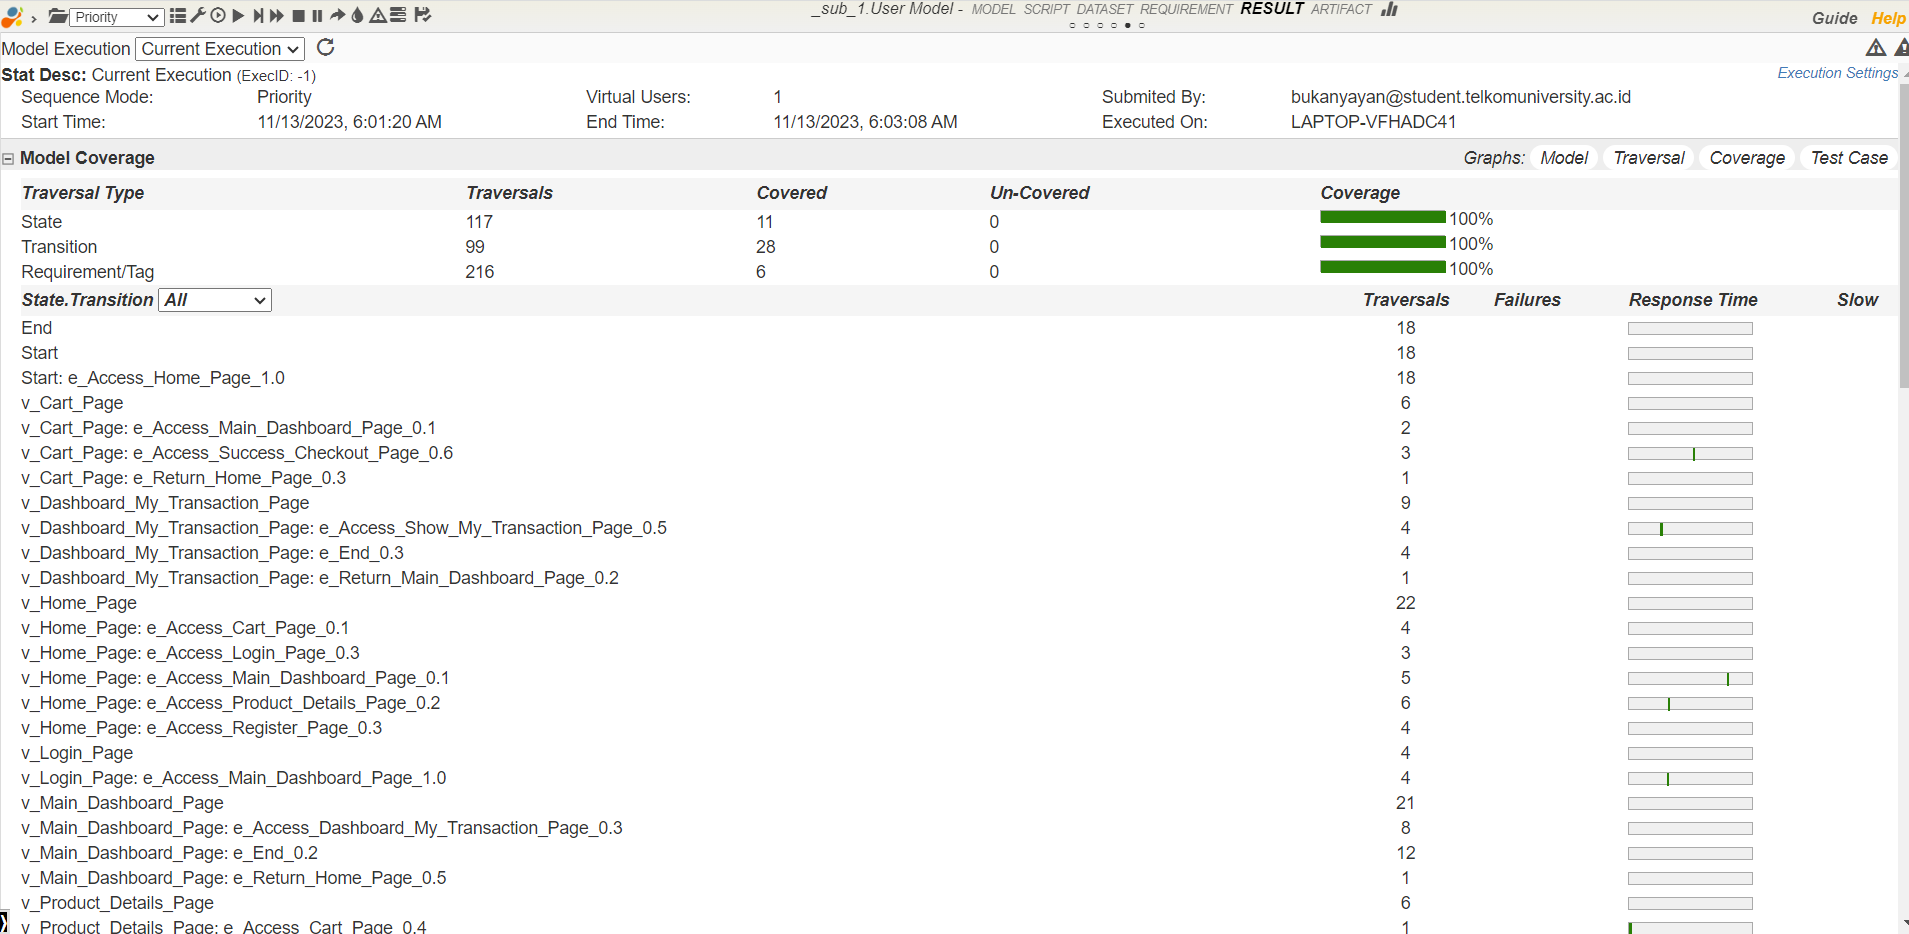 Priority
_sub_1.User Model - MODEL SCRIPT DATASET REQUIREMENT RESULT ARTIFACT
Guide Help
Model Execution Current Execution
Stat Desc: Current Execution (ExecID: -1)
Execution Settings
Sequence Mode: Priority Virtual Users: 1 Submited By: bukanyayan@student.telkomuniversity.ac.id
Start Time: 11/13/2023, 6:01:20 AM End Time: 11/13/2023, 6:03:08 AM Executed On: LAPTOP-VFHADC41
Model Coverage Graphs: Model Traversal Coverage Test Case
Traversal Type Traversals Covered Un-Covered Coverage
State 117 11 0 100%
Transition 99 28 0 100%
Requirement/Tag 216 6 0 100%
State.Transition All Traversals Failures Response Time Slow
End 18
Start 18
Start: e_Access_Home_Page_1.0 18
v_Cart_Page 6
v_Cart_Page: e_Access_Main_Dashboard_Page_0.1 2
v_Cart_Page: e_Access_Success_Checkout_Page_0.6 3
v_Cart_Page: e_Return_Home_Page_0.3 1
v_Dashboard_My_Transaction_Page 9
v_Dashboard_My_Transaction_Page: e_Access_Show_My_Transaction_Page_0.5 4
v_Dashboard_My_Transaction_Page: e_End_0.3 4
v_Dashboard_My_Transaction_Page: e_Return_Main_Dashboard_Page_0.2 1
v_Home_Page 22
v_Home_Page: e_Access_Cart_Page_0.1 4
v_Home_Page: e_Access_Login_Page_0.3 3
v_Home_Page: e_Access_Main_Dashboard_Page_0.1 5
v_Home_Page: e_Access_Product_Details_Page_0.2 6
v_Home_Page: e_Access_Register_Page_0.3 4
v_Login_Page 4
v_Login_Page: e_Access_Main_Dashboard_Page_1.0 4
v_Main_Dashboard_Page 21
v_Main_Dashboard_Page: e_Access_Dashboard_My_Transaction_Page_0.3 8
v_Main_Dashboard_Page: e_End_0.2 12
v_Main_Dashboard_Page: e_Return_Home_Page_0.5 1
v_Product_Details_Page 6
v_Product_Details_Page: e_Access_Cart_Page_0.4 1